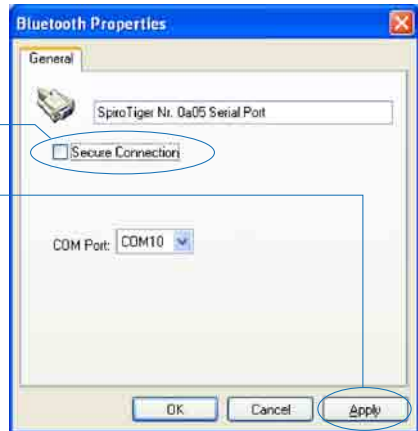 Bluetooth Properties
General
SpiroTiger Nr. 0a05 Serial Port
Secure Connection
COM Port: COM10
OK Cancel Apply